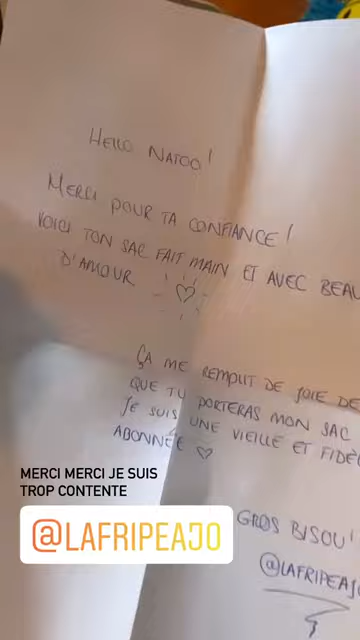 Hello Natoo!
Merci pour ta confiance!
Voici ton sac fait main et avec beau
d'amour
Ça me remplit de joie de
que tu porteras mon sac
Je suis une vieille et fidè
abonnée ♡
Gros bisou!
@lafripeajo
MERCI MERCI JE SUIS
TROP CONTENTE
@LAFRIPEAJO